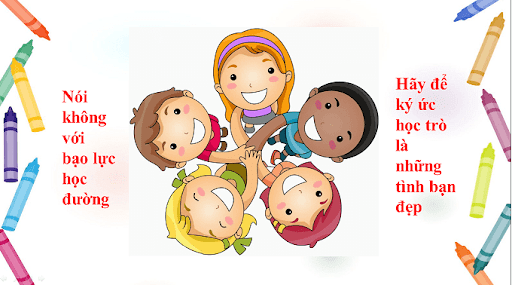 Nói
không
với
bạo lực
học
đường
Hãy để
ký ức
học trò
là
những
tình bạn
đẹp